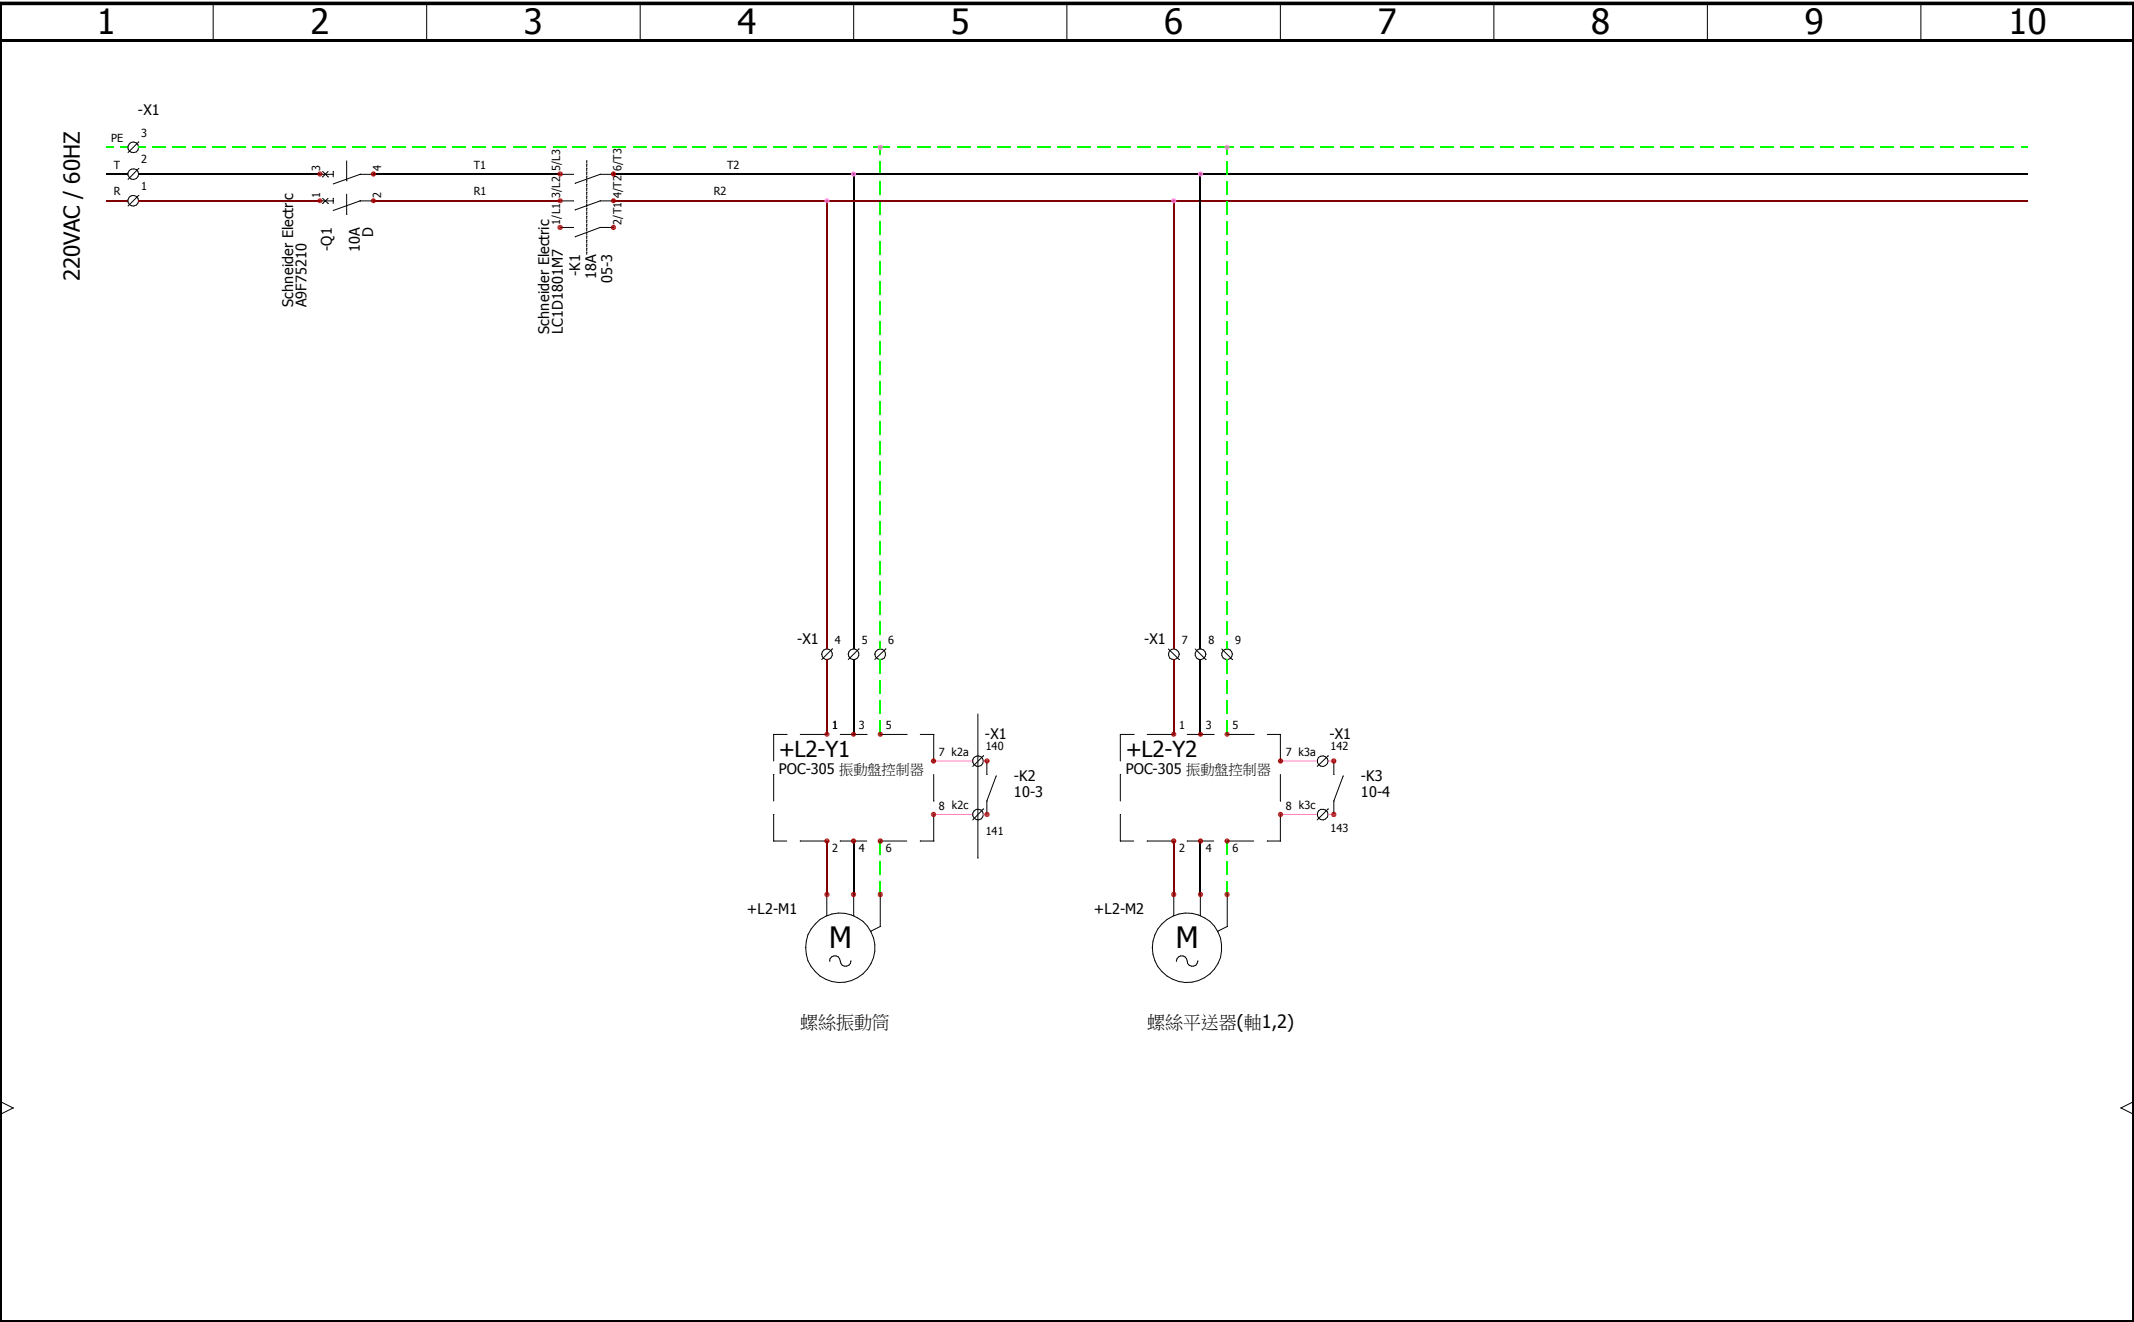 1 2 3 4 5 6 7 8 9 10
220VAC / 60HZ
-X1
PE 3
T 2
R 1
3 4
1 2
Schneider Electric
A9F75210
-Q1
10A
D
T1
R1
5/L3 6/T3
3/L2 4/T2
1/L1 2/T1
Schneider Electric
LC1D1801M7
-K1
18A
05-3
T2
R2
-X1 4 5 6
1 3 5
+L2-Y1
POC-305 振動盤控制器
7 k2a
-X1
140
-K2
10-3
8 k2c
141
2 4 6
+L2-M1
M
螺絲振動筒
-X1 7 8 9
1 3 5
+L2-Y2
POC-305 振動盤控制器
7 k3a
-X1
142
-K3
10-4
8 k3c
143
2 4 6
+L2-M2
M
螺絲平送器(軸1,2)